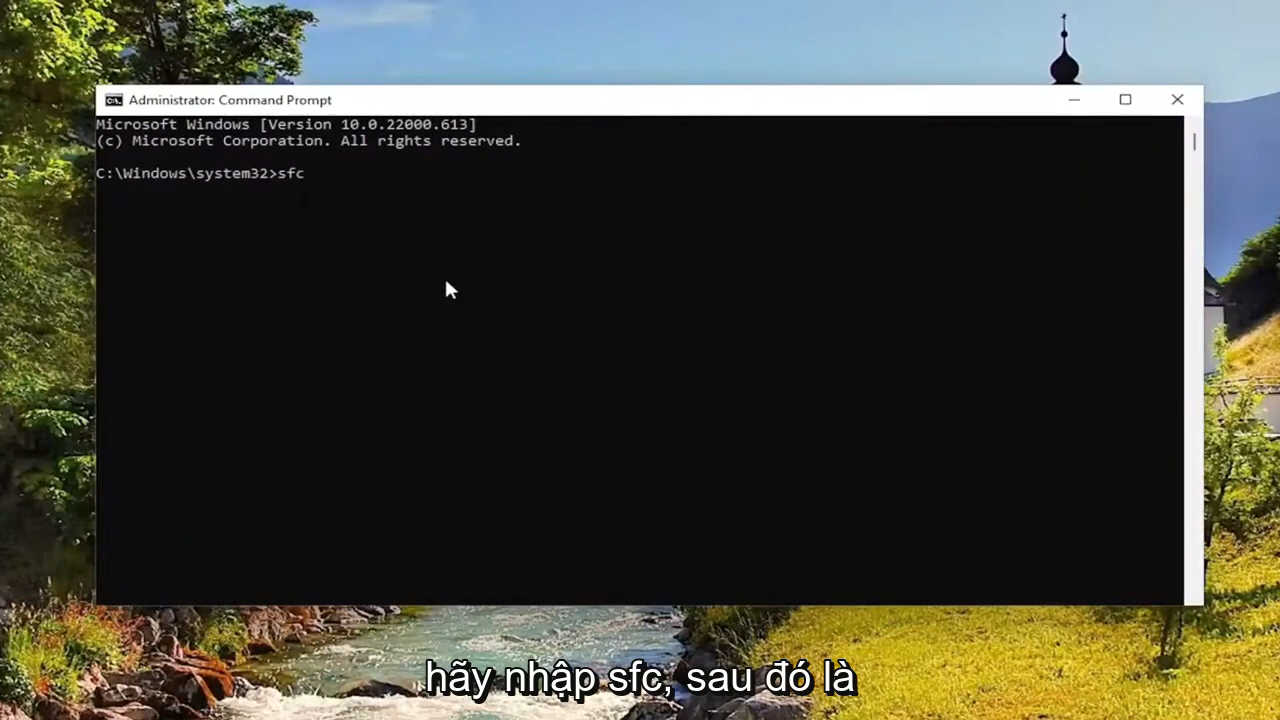 Administrator: Command Prompt
Microsoft Windows [Version 10.0.22000.613]
(c) Microsoft Corporation. All rights reserved.
C:\Windows\system32>sfc
hãy nhập sfc, sau đó là